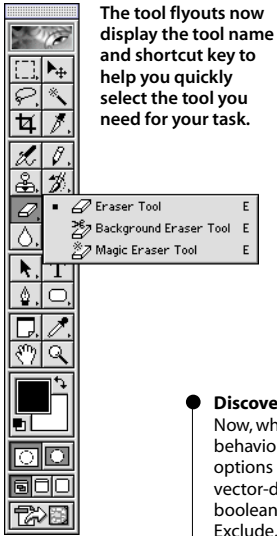 The tool flyouts now
display the tool name
and shortcut key to
help you quickly
select the tool you
need for your task.
Eraser Tool E
Background Eraser Tool E
Magic Eraser Tool E
T
Discove
Now, wh
behavio
options
vector-d
boolean
Exclude.